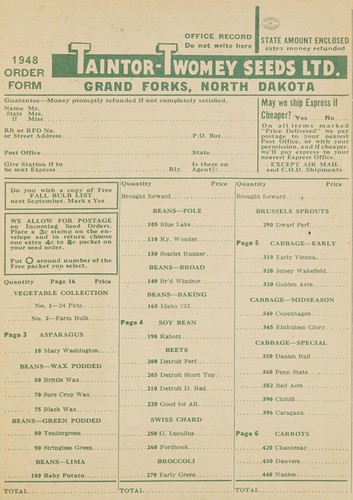 OFFICE RECORD
Do not write here
STATE AMOUNT ENCLOSED
extra money refunded
1948
ORDER
FORM
TAINTOR-TWOMEY SEEDS LTD.
GRAND FORKS, NORTH DAKOTA
Guarantee—Money promptly refunded if not completely satisfied.
Name Mr.
State Mrs.
if Miss
RR or RFD No.
or Street Address
P.O. Box
Post Office
State
Give Station if to
be sent Express
Rly.
Is there on
Agent?
May we ship Express if
Cheaper? Yes No
On all items marked
"Price Delivered" we pay
postage to your nearest
Post Office, or with your
permission, and if cheaper,
we'll pay express to your
nearest Express Office.
EXCEPT AIR MAIL
and C.O.D. Shipments
Do you wish a copy of Free
FALL BULB LIST
next September. Mark x Yes
WE ALLOW FOR POSTAGE
on Incoming Seed Orders.
Place a 3c stamp on the en-
velope and in return choose
one extra 4c to 6c packet on
your seed order.
Put O around number of the
Free packet you select.
Quantity Page 16 Price
VEGETABLE COLLECTION
No. 1—24 Pkts.
No. 3—Farm Bulk
Page 3 ASPARAGUS
10 Mary Washington
BEANS—WAX PODDED
50 Brittle Wax
70 Sure Crop Wax
75 Black Wax
BEANS—GREEN PODDED
80 Tendergreen
90 Stringless Green
BEANS—LIMA
100 Baby Potato
TOTAL
Quantity Price
Brought forward
BEANS—POLE
105 Blue Lake
110 Ky. Wonder
130 Scarlet Runner
BEANS—BROAD
140 Br'd Windsor
BEANS—BAKING
165 Idaho 123
Page 4 SOY BEAN
190 Kabott
BEETS
200 Detroit Perf.
205 Detroit Short Top
210 Detroit D. Red
220 Good for All
SWISS CHARD
250 G. Lucullus
260 Fordhook
BROCCOLI
270 Early Green
TOTAL
Quantity Price
Brought forward
BRUSSELS SPROUTS
290 Dwarf Perf.
Page 5 CABBAGE—EARLY
310 Early Vienna
320 Jersey Wakefield
330 Golden Acre
CABBAGE—MIDSEASON
340 Copenhagen
345 Einkuisen Glory
CABBAGE—SPECIAL
350 Danish Ball
366 Penn State
382 Red Acre
390 Chihili
396 Caragana
Page 6 CARROTS
420 Chantenay
430 Danvers
440 Nantes
TOTAL